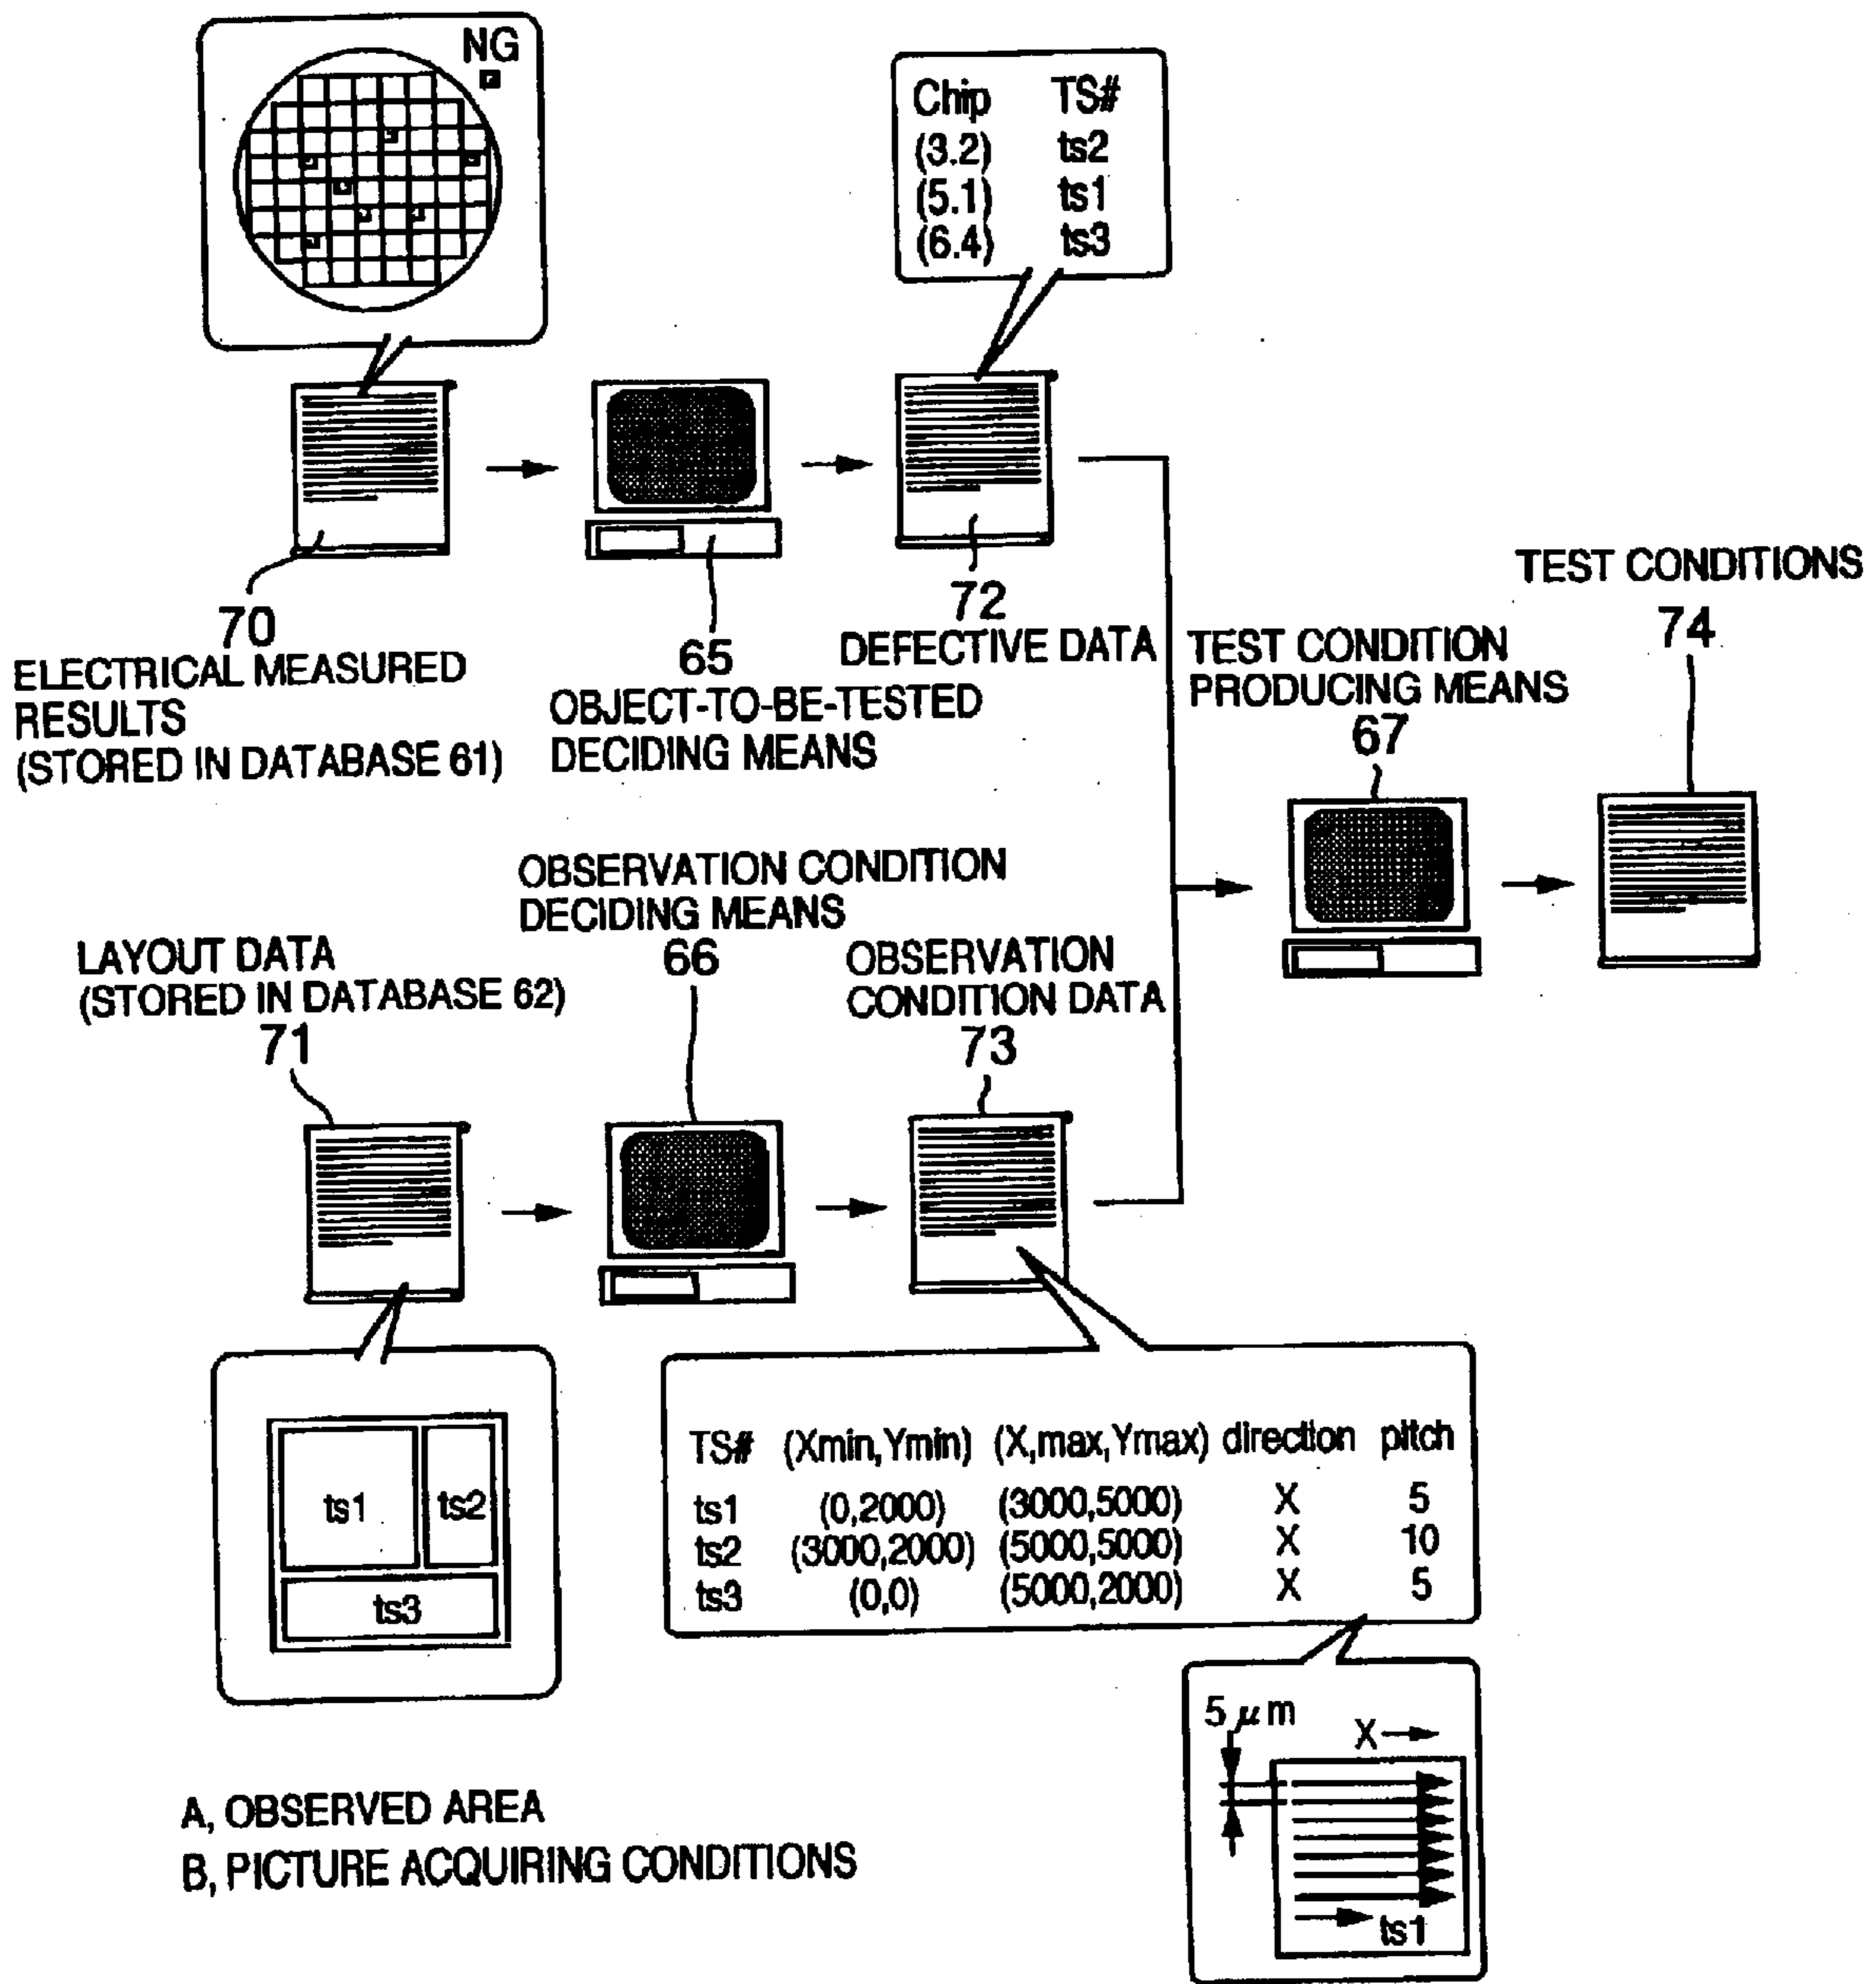 NG
Chip TS#
(3.2) ts2
(5.1) ts1
(6.4) ts3
70
ELECTRICAL MEASURED
RESULTS
(STORED IN DATABASE 61)
65
OBJECT-TO-BE-TESTED
DECIDING MEANS
72
DEFECTIVE DATA
TEST CONDITION
PRODUCING MEANS
67
TEST CONDITIONS
74
LAYOUT DATA
(STORED IN DATABASE 62)
71
OBSERVATION CONDITION
DECIDING MEANS
66
OBSERVATION
CONDITION DATA
73
ts1
ts2
ts3
TS# (Xmin,Ymin) (X,max,Ymax) direction pitch
ts1 (0,2000) (3000,5000) X 5
ts2 (3000,2000) (5000,5000) X 10
ts3 (0,0) (5000,2000) X 5
5 μm
X
ts1
A, OBSERVED AREA
B, PICTURE ACQUIRING CONDITIONS